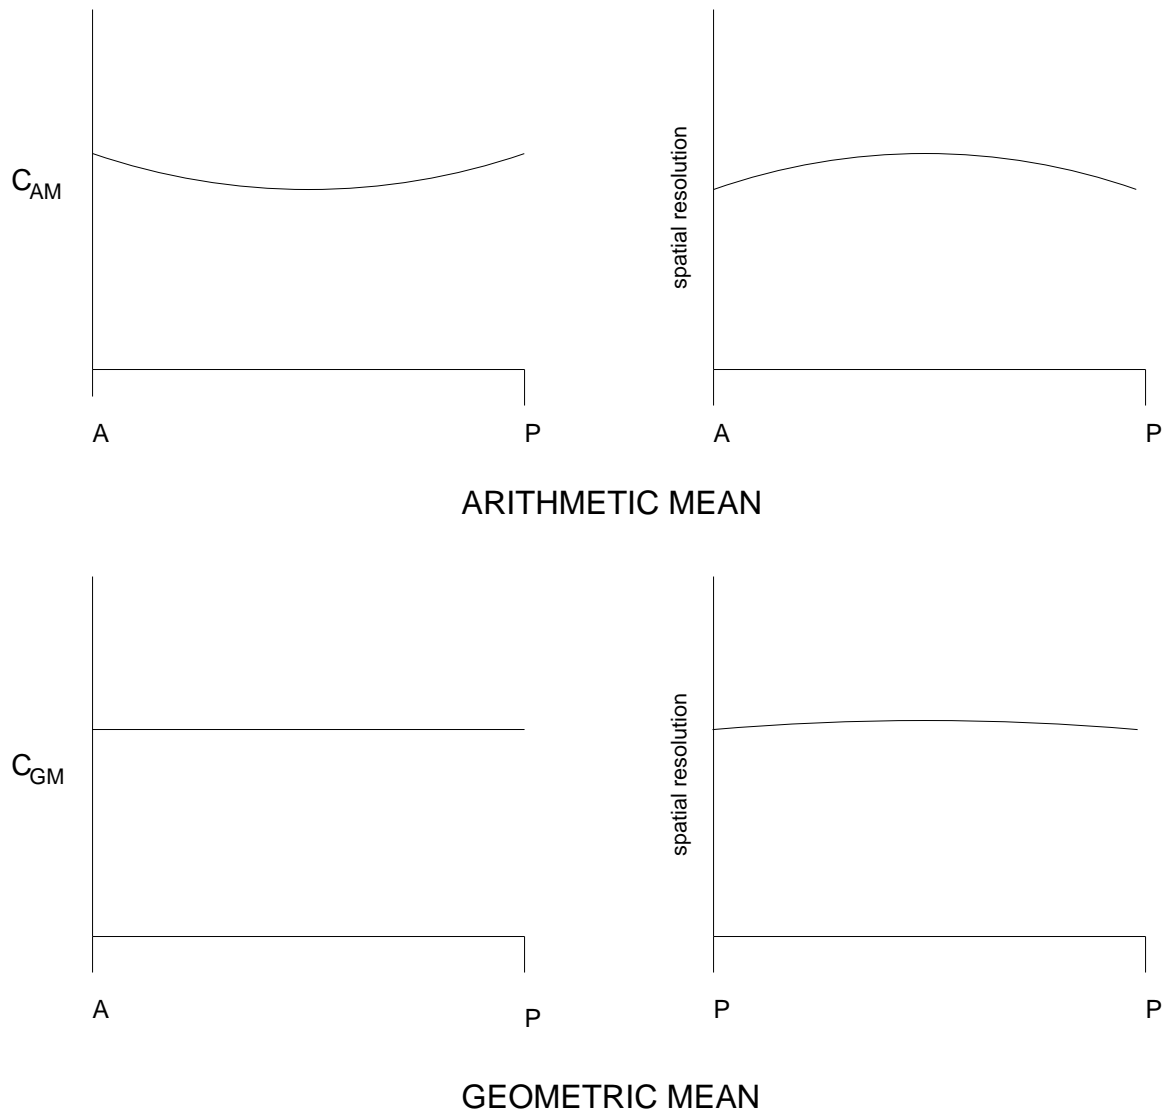 C_AM
spatial resolution
A
P
A
P
ARITHMETIC MEAN
C_GM
spatial resolution
A
P
P
P
GEOMETRIC MEAN